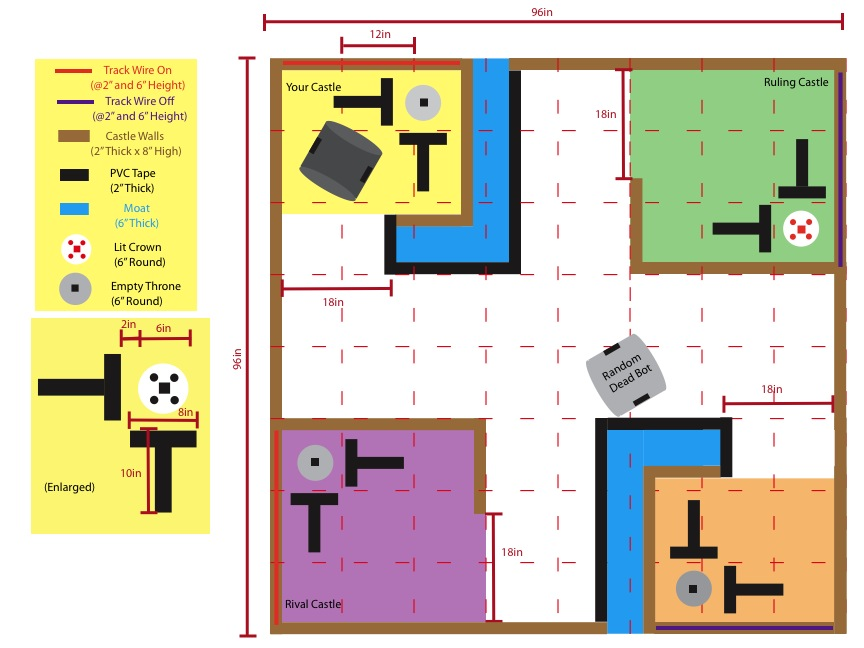 96in
12in
Track Wire On
(@2” and 6” Height)
Track Wire Off
(@2” and 6” Height)
Castle Walls
(2” Thick x 8” High)
PVC Tape
(2” Thick)
Moat
(6” Thick)
Lit Crown
(6” Round)
Empty Throne
(6” Round)
2in
6in
8in
10in
(Enlarged)
96in
Your Castle
18in
Ruling Castle
18in
Random
Dead Bot
18in
18in
Rival Castle